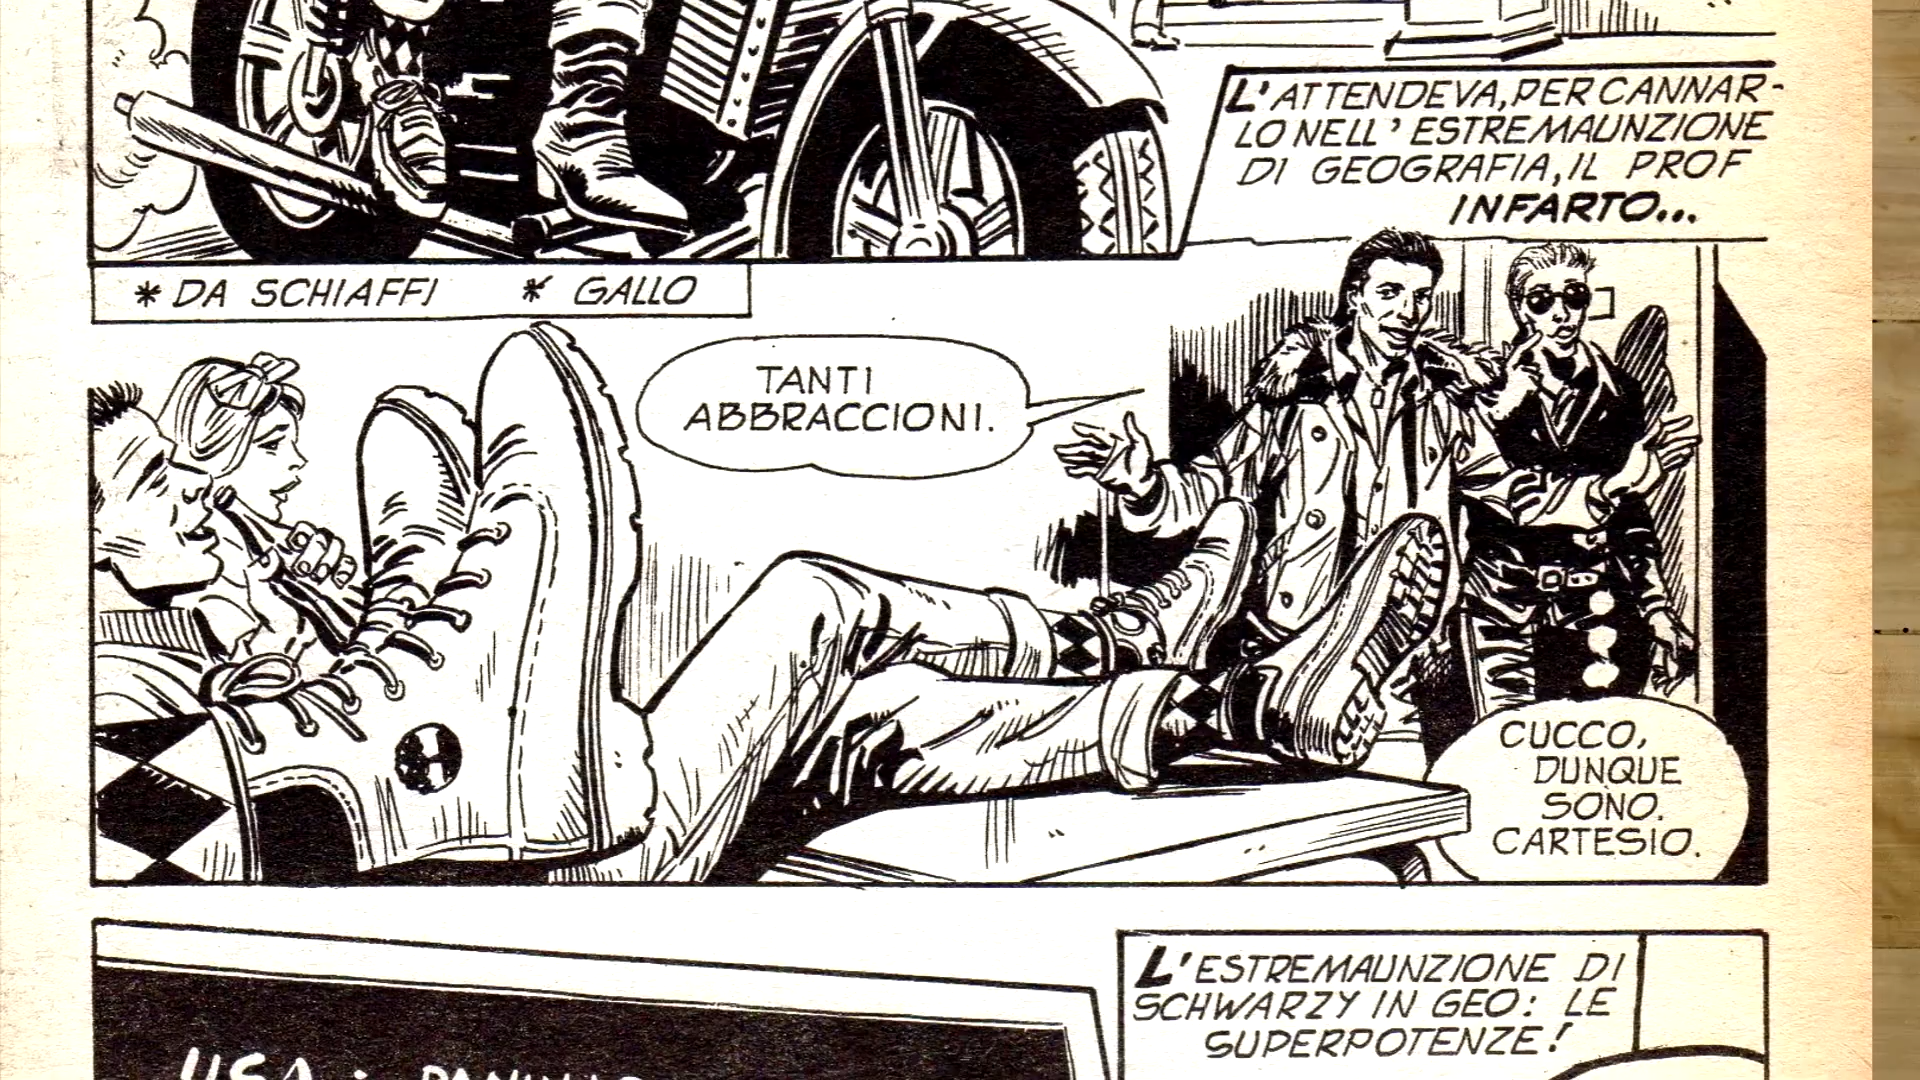 L'ATTENDEVA, PER CANNAR-
LO NELL'ESTREMAUNZIONE
DI GEOGRAFIA, IL PROF
INFARTO...
* DA SCHIAFFI * GALLO
TANTI
ABBRACCIONI.
CUCCO,
DUNQUE
SONO.
CARTESIO.
L'ESTREMAUNZIONE DI
SCHWARZY IN GEO: LE
SUPERPOTENZE!
USA: